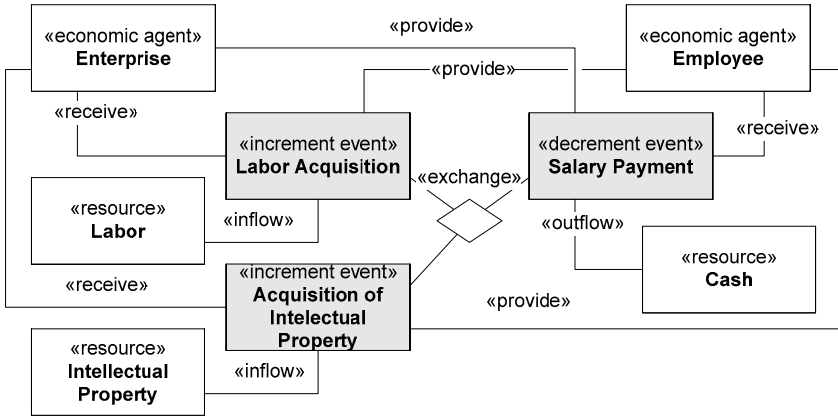 «economic agent»
Enterprise
«provide»
«economic agent»
Employee
«provide»
«receive»
«increment event»
Labor Acquisition
«decrement event»
Salary Payment
«receive»
«exchange»
«resource»
Labor
«inflow»
«outflow»
«resource»
Cash
«receive»
«increment event»
Acquisition of
Intelectual
Property
«provide»
«resource»
Intellectual
Property
«inflow»